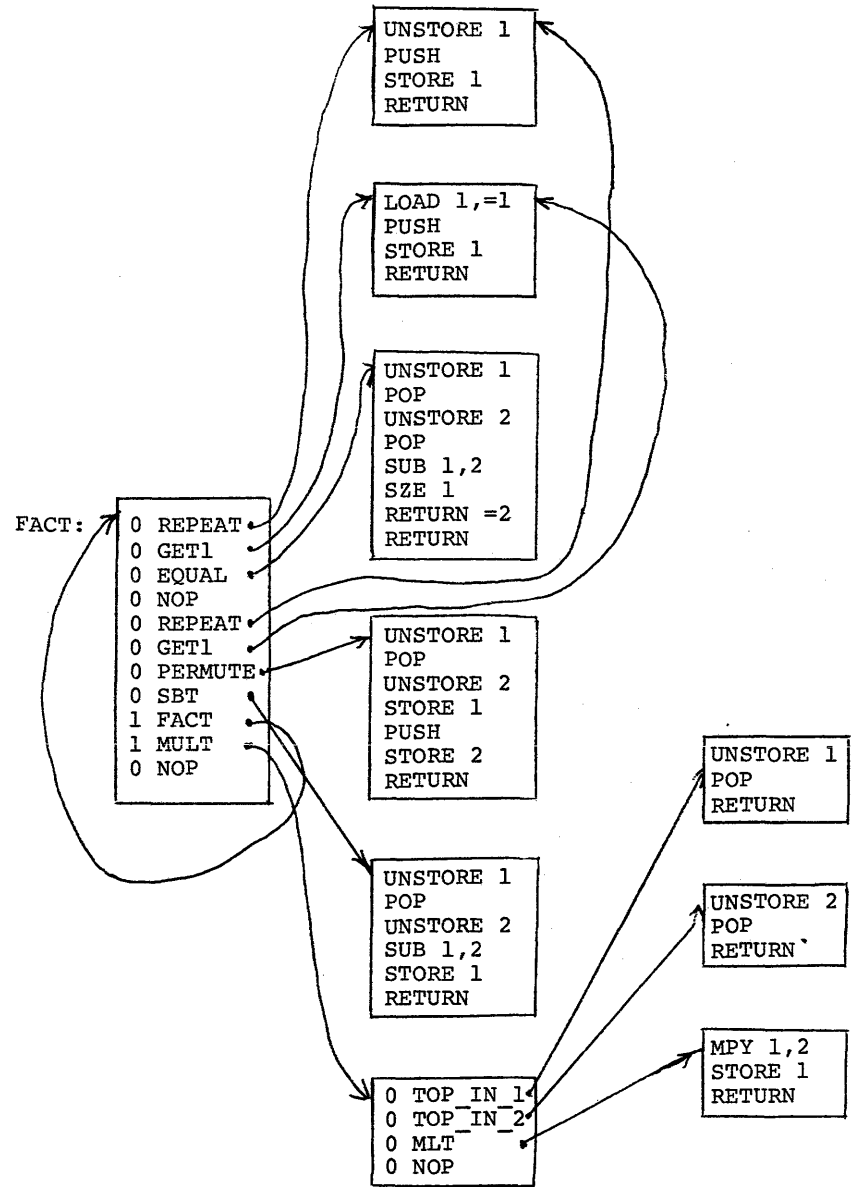 UNSTORE 1
PUSH
STORE 1
RETURN
LOAD 1,=1
PUSH
STORE 1
RETURN
UNSTORE 1
POP
UNSTORE 2
POP
SUB 1,2
SZE 1
RETURN =2
RETURN
FACT:
0 REPEAT
0 GET1
0 EQUAL
0 NOP
0 REPEAT
0 GET1
0 PERMUTE
0 SBT
1 FACT
1 MULT
0 NOP
UNSTORE 1
POP
UNSTORE 2
STORE 1
PUSH
STORE 2
RETURN
UNSTORE 1
POP
UNSTORE 2
SUB 1,2
STORE 1
RETURN
0 TOP_IN_1
0 TOP_IN_2
0 MLT
0 NOP
UNSTORE 1
POP
RETURN
UNSTORE 2
POP
RETURN
MPY 1,2
STORE 1
RETURN